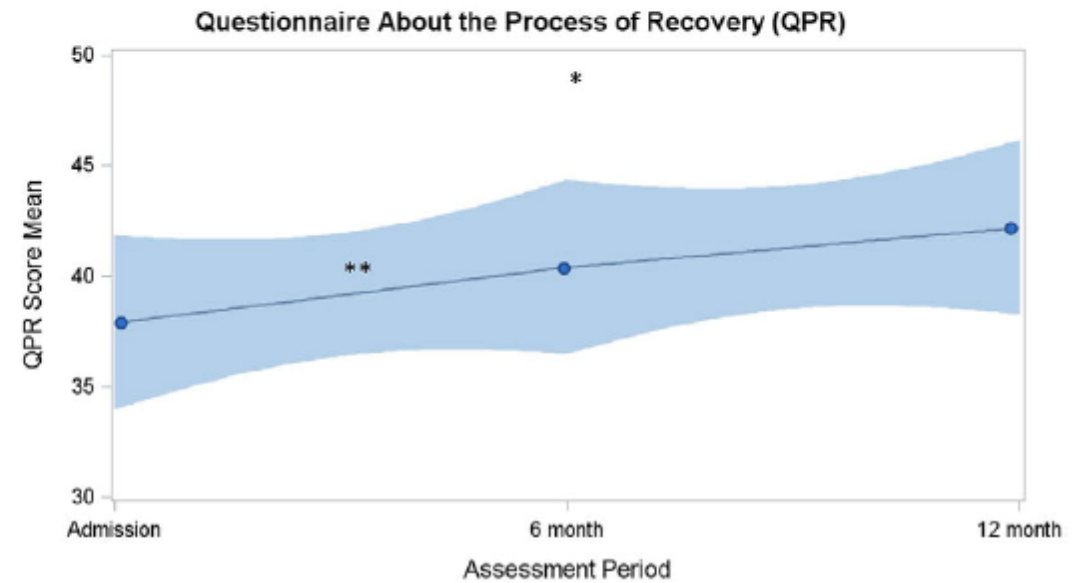 Questionnaire About the Process of Recovery (QPR)
50
*
45
**
40
35
30
QPR Score Mean
Admission
6 month
12 month
Assessment Period